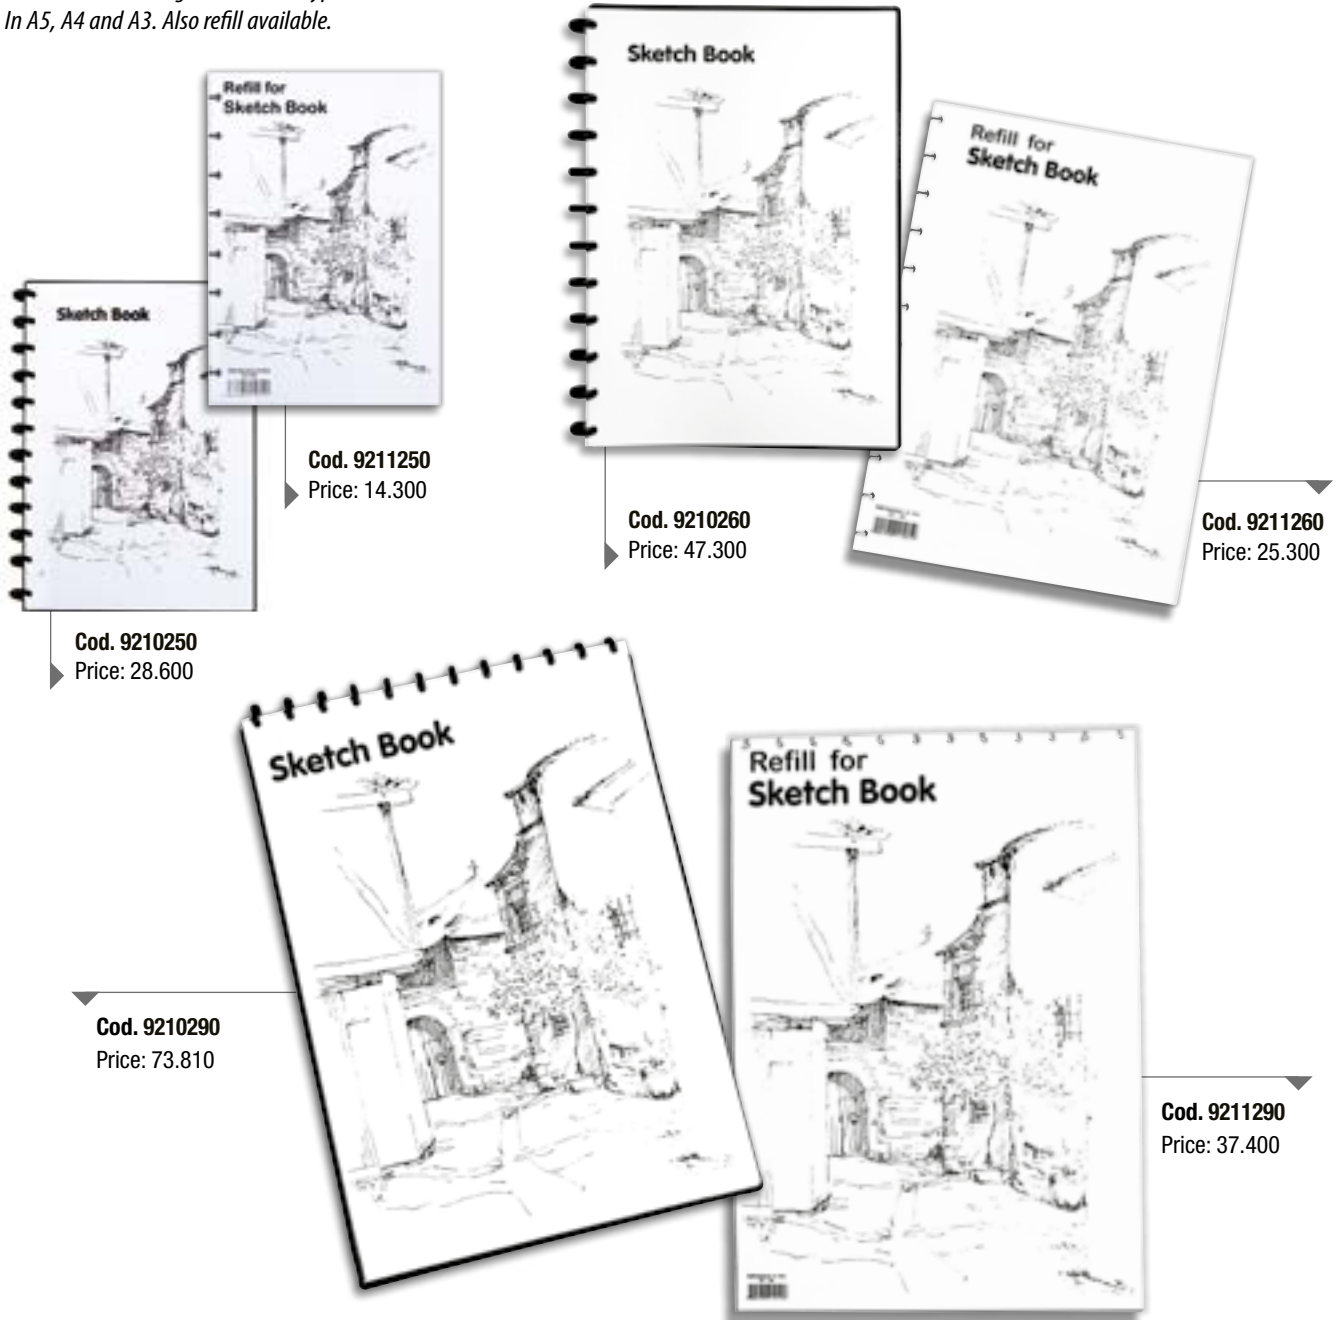 In A5, A4 and A3. Also refill available.
Refill for
Sketch Book
Sketch Book
Cod. 9211250
Price: 14.300
Cod. 9210250
Price: 28.600
Sketch Book
Refill for
Sketch Book
Cod. 9210260
Price: 47.300
Cod. 9211260
Price: 25.300
Sketch Book
Cod. 9210290
Price: 73.810
Refill for
Sketch Book
Cod. 9211290
Price: 37.400